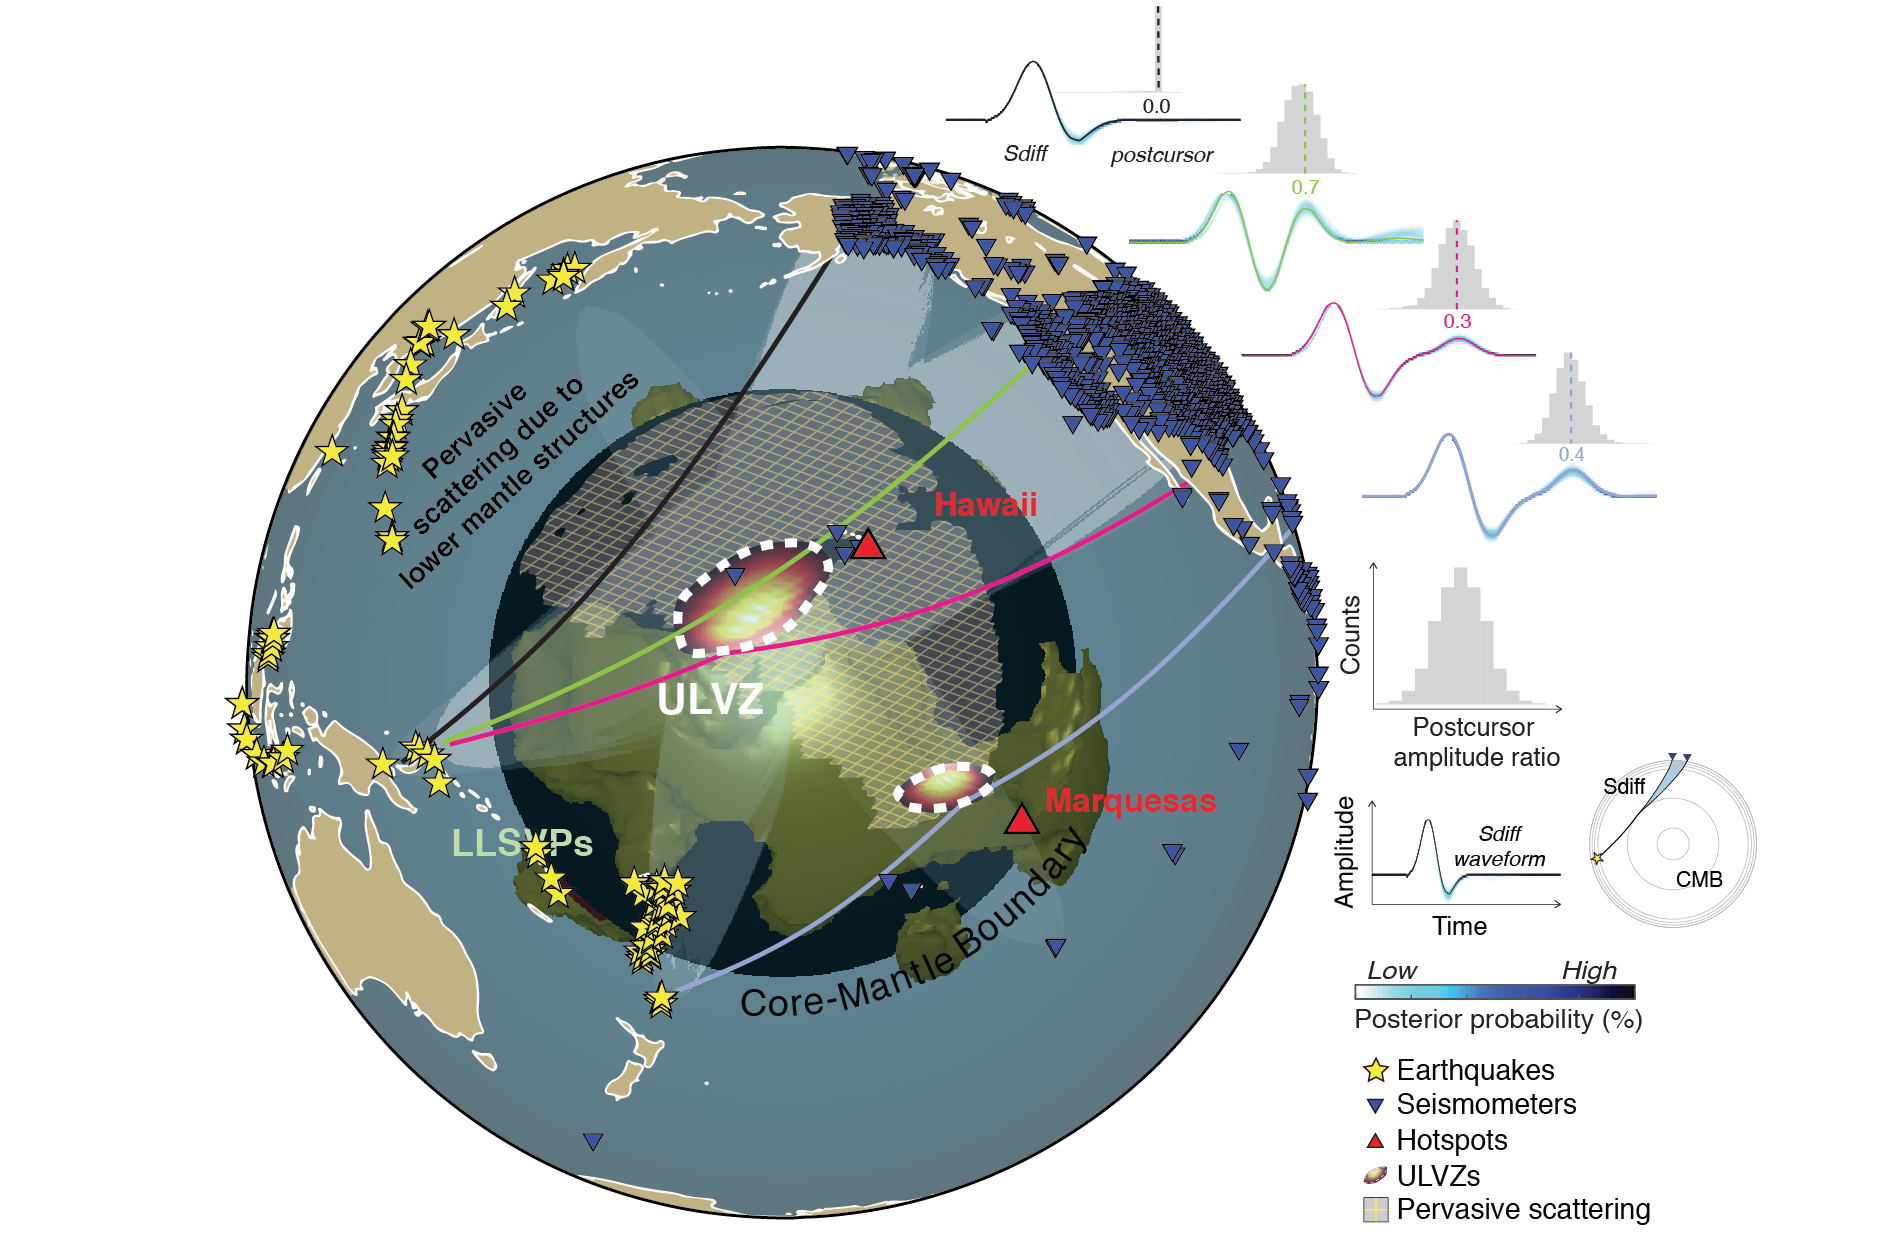 0.0
Sdiff
postcursor
0.7
0.3
0.4
Pervasive
scattering due to
lower mantle structures
Hawaii
ULVZ
Marquesas
LLSVPs
Core-Mantle Boundary
Counts
Postcursor
amplitude ratio
Amplitude
Sdiff
waveform
Time
Sdiff
CMB
Low
High
Posterior probability (%)
Earthquakes
Seismometers
Hotspots
ULVZs
Pervasive scattering